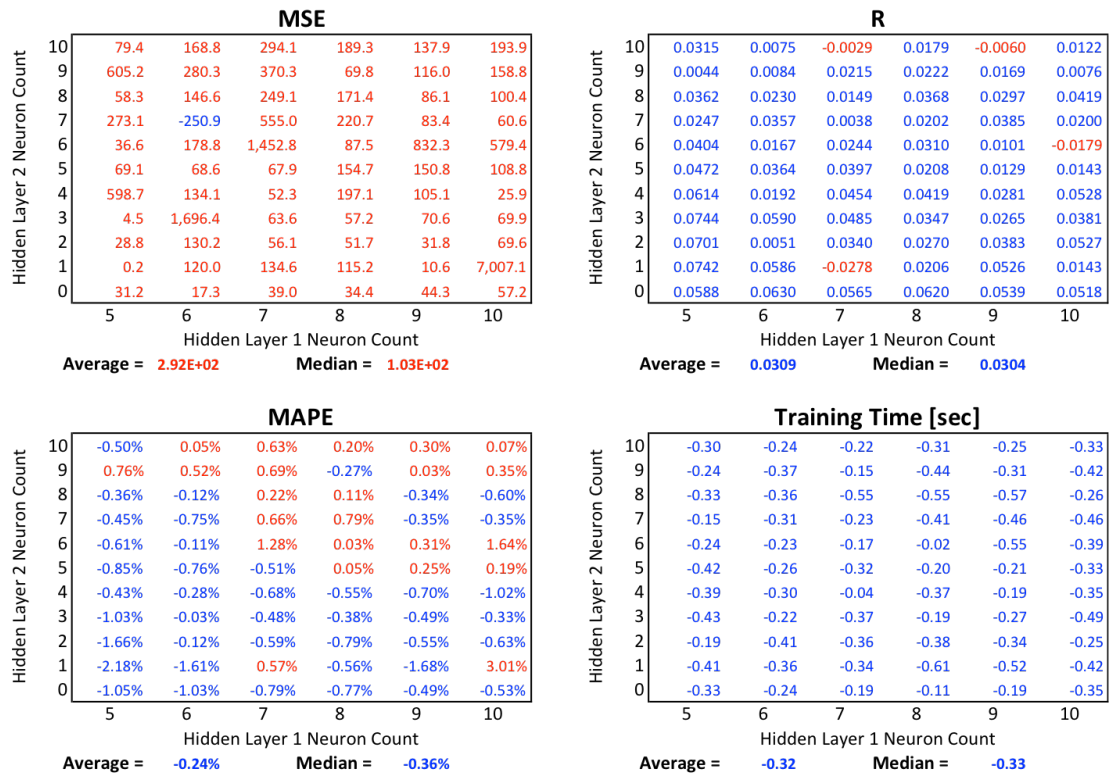 MSE
Hidden Layer 2 Neuron Count
10 79.4 168.8 294.1 189.3 137.9 193.9
9 605.2 280.3 370.3 69.8 116.0 158.8
8 58.3 146.6 249.1 171.4 86.1 100.4
7 273.1 -250.9 555.0 220.7 83.4 60.6
6 36.6 178.8 1,452.8 87.5 832.3 579.4
5 69.1 68.6 67.9 154.7 150.8 108.8
4 598.7 134.1 52.3 197.1 105.1 25.9
3 4.5 1,696.4 63.6 57.2 70.6 69.9
2 28.8 130.2 56.1 51.7 31.8 69.6
1 0.2 120.0 134.6 115.2 10.6 7,007.1
0 31.2 17.3 39.0 34.4 44.3 57.2
5 6 7 8 9 10
Hidden Layer 1 Neuron Count
Average = 2.92E+02 Median = 1.03E+02
R
Hidden Layer 2 Neuron Count
10 0.0315 0.0075 -0.0029 0.0179 -0.0060 0.0122
9 0.0044 0.0084 0.0215 0.0222 0.0169 0.0076
8 0.0362 0.0230 0.0149 0.0368 0.0297 0.0419
7 0.0247 0.0357 0.0038 0.0202 0.0385 0.0200
6 0.0404 0.0167 0.0244 0.0310 0.0101 -0.0179
5 0.0472 0.0364 0.0397 0.0208 0.0129 0.0143
4 0.0614 0.0192 0.0454 0.0419 0.0281 0.0528
3 0.0744 0.0590 0.0485 0.0347 0.0265 0.0381
2 0.0701 0.0051 0.0340 0.0270 0.0383 0.0527
1 0.0742 0.0586 -0.0278 0.0206 0.0526 0.0143
0 0.0588 0.0630 0.0565 0.0620 0.0539 0.0518
5 6 7 8 9 10
Hidden Layer 1 Neuron Count
Average = 0.0309 Median = 0.0304
MAPE
Hidden Layer 2 Neuron Count
10 -0.50% 0.05% 0.63% 0.20% 0.30% 0.07%
9 0.76% 0.52% 0.69% -0.27% 0.03% 0.35%
8 -0.36% -0.12% 0.22% 0.11% -0.34% -0.60%
7 -0.45% -0.75% 0.66% 0.79% -0.35% -0.35%
6 -0.61% -0.11% 1.28% 0.03% 0.31% 1.64%
5 -0.85% -0.76% -0.51% 0.05% 0.25% 0.19%
4 -0.43% -0.28% -0.68% -0.55% -0.70% -1.02%
3 -1.03% -0.03% -0.48% -0.38% -0.49% -0.33%
2 -1.66% -0.12% -0.59% -0.79% -0.55% -0.63%
1 -2.18% -1.61% 0.57% -0.56% -1.68% 3.01%
0 -1.05% -1.03% -0.79% -0.77% -0.49% -0.53%
5 6 7 8 9 10
Hidden Layer 1 Neuron Count
Average = -0.24% Median = -0.36%
Training Time [sec]
Hidden Layer 2 Neuron Count
10 -0.30 -0.24 -0.22 -0.31 -0.25 -0.33
9 -0.24 -0.37 -0.15 -0.44 -0.31 -0.42
8 -0.33 -0.36 -0.55 -0.55 -0.57 -0.26
7 -0.15 -0.31 -0.23 -0.41 -0.46 -0.46
6 -0.24 -0.23 -0.17 -0.02 -0.55 -0.39
5 -0.42 -0.26 -0.32 -0.20 -0.21 -0.33
4 -0.39 -0.30 -0.04 -0.37 -0.19 -0.35
3 -0.43 -0.22 -0.37 -0.19 -0.27 -0.49
2 -0.19 -0.41 -0.36 -0.38 -0.34 -0.25
1 -0.41 -0.36 -0.34 -0.61 -0.52 -0.42
0 -0.33 -0.24 -0.19 -0.11 -0.19 -0.35
5 6 7 8 9 10
Hidden Layer 1 Neuron Count
Average = -0.32 Median = -0.33